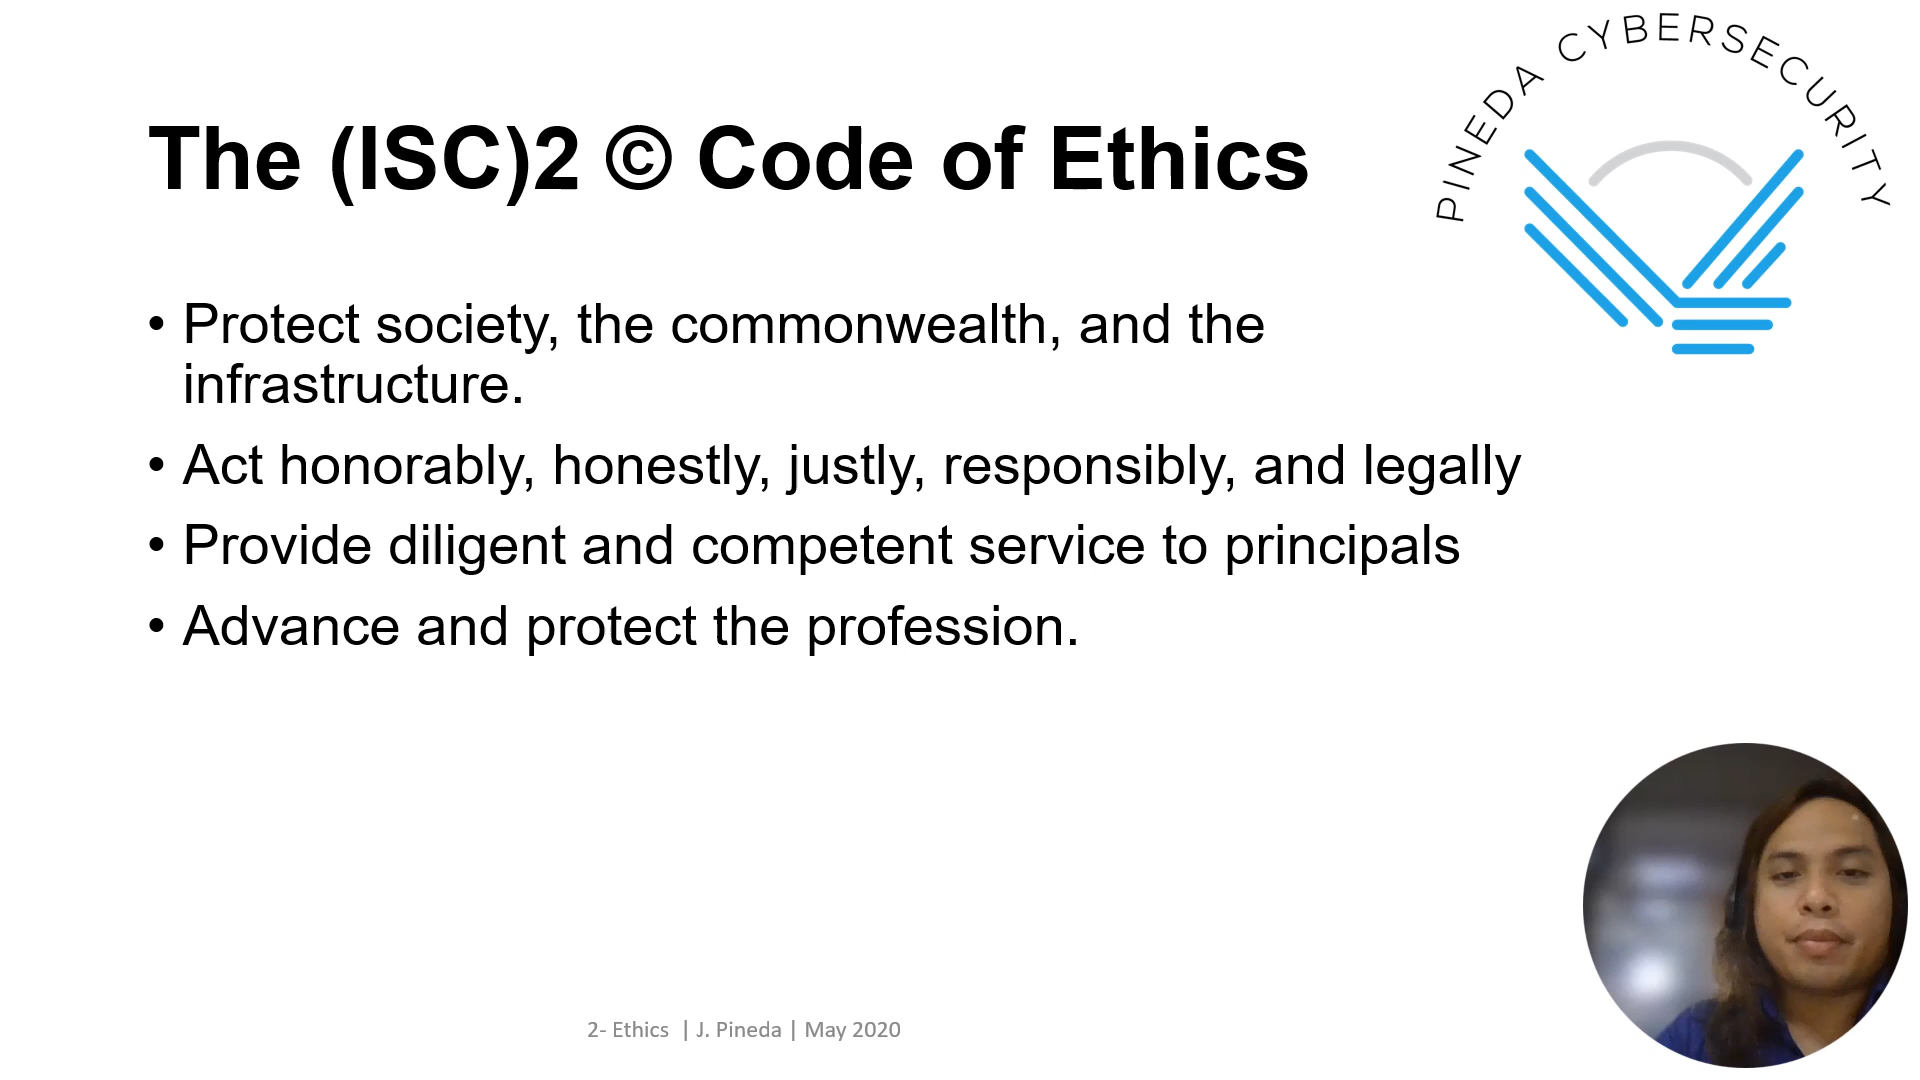 PINEDA CYBERSECURITY
The (ISC)2 © Code of Ethics
• Protect society, the commonwealth, and the
infrastructure.
• Act honorably, honestly, justly, responsibly, and legally
• Provide diligent and competent service to principals
• Advance and protect the profession.
2- Ethics | J. Pineda | May 2020